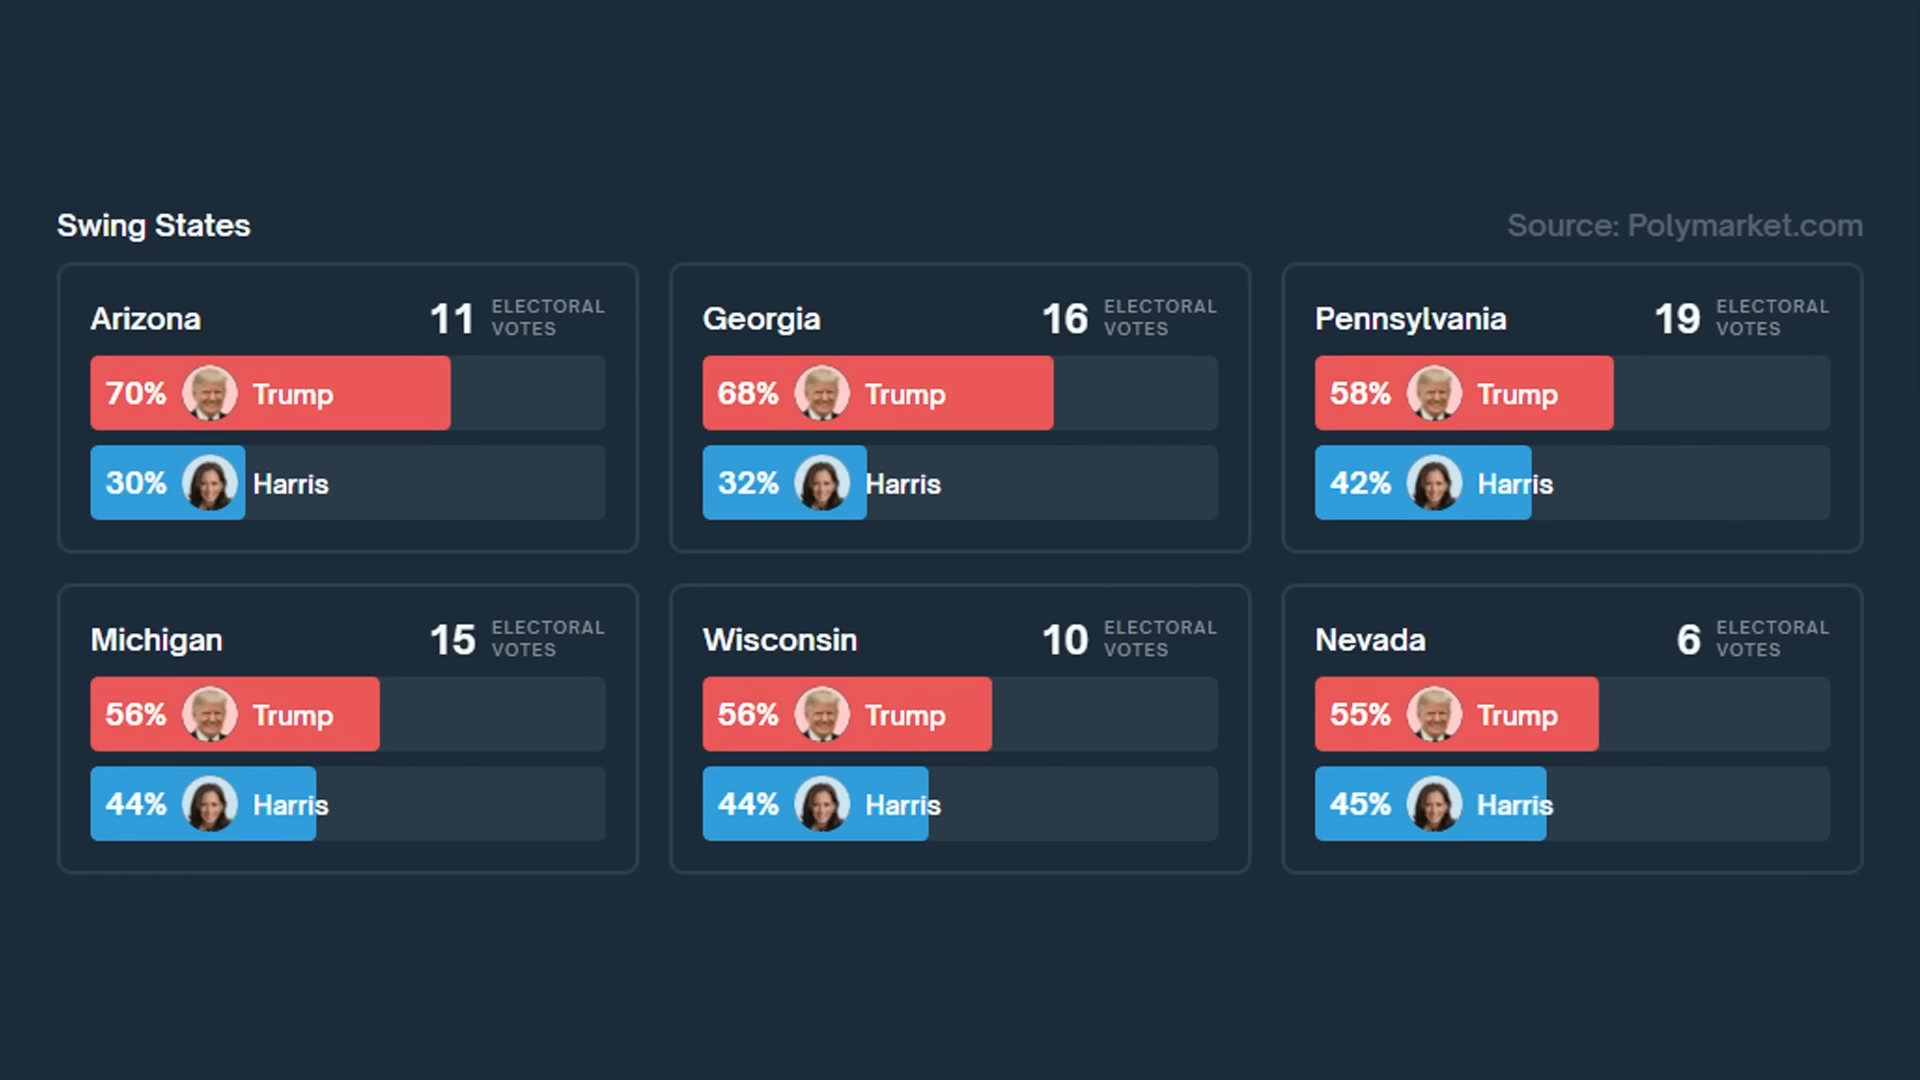 Swing States
Source: Polymarket.com
Arizona
11
ELECTORAL
VOTES
70% Trump
30% Harris
Georgia
16
ELECTORAL
VOTES
68% Trump
32% Harris
Pennsylvania
19
ELECTORAL
VOTES
58% Trump
42% Harris
Michigan
15
ELECTORAL
VOTES
56% Trump
44% Harris
Wisconsin
10
ELECTORAL
VOTES
56% Trump
44% Harris
Nevada
6
ELECTORAL
VOTES
55% Trump
45% Harris